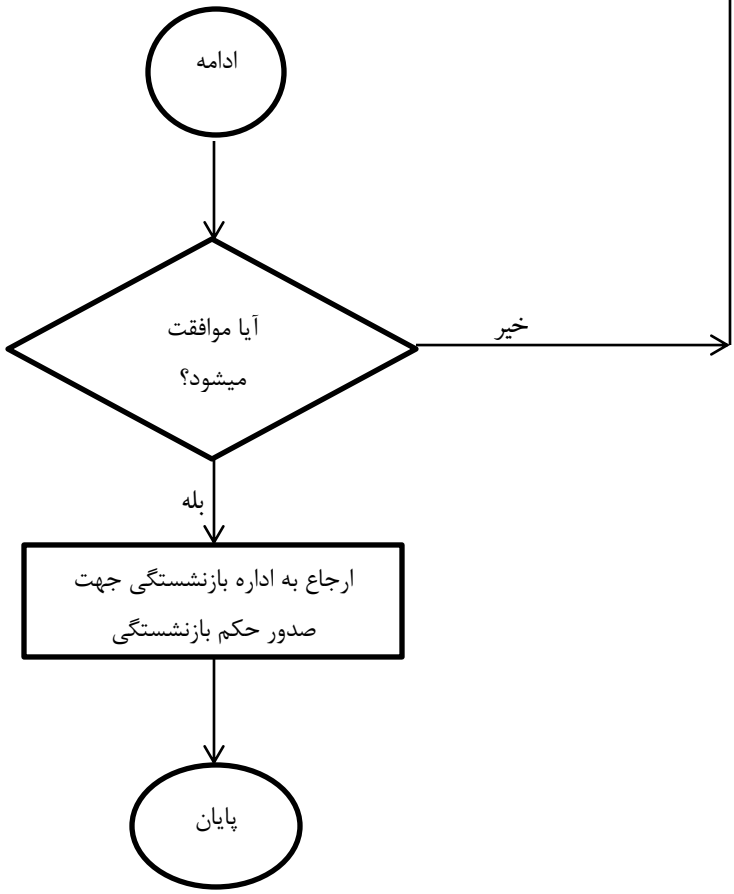 ادامه
آیا موافقت
میشود؟
خیر
بله
ارجاع به اداره بازنشستگی جهت
صدور حکم بازنشستگی
پایان